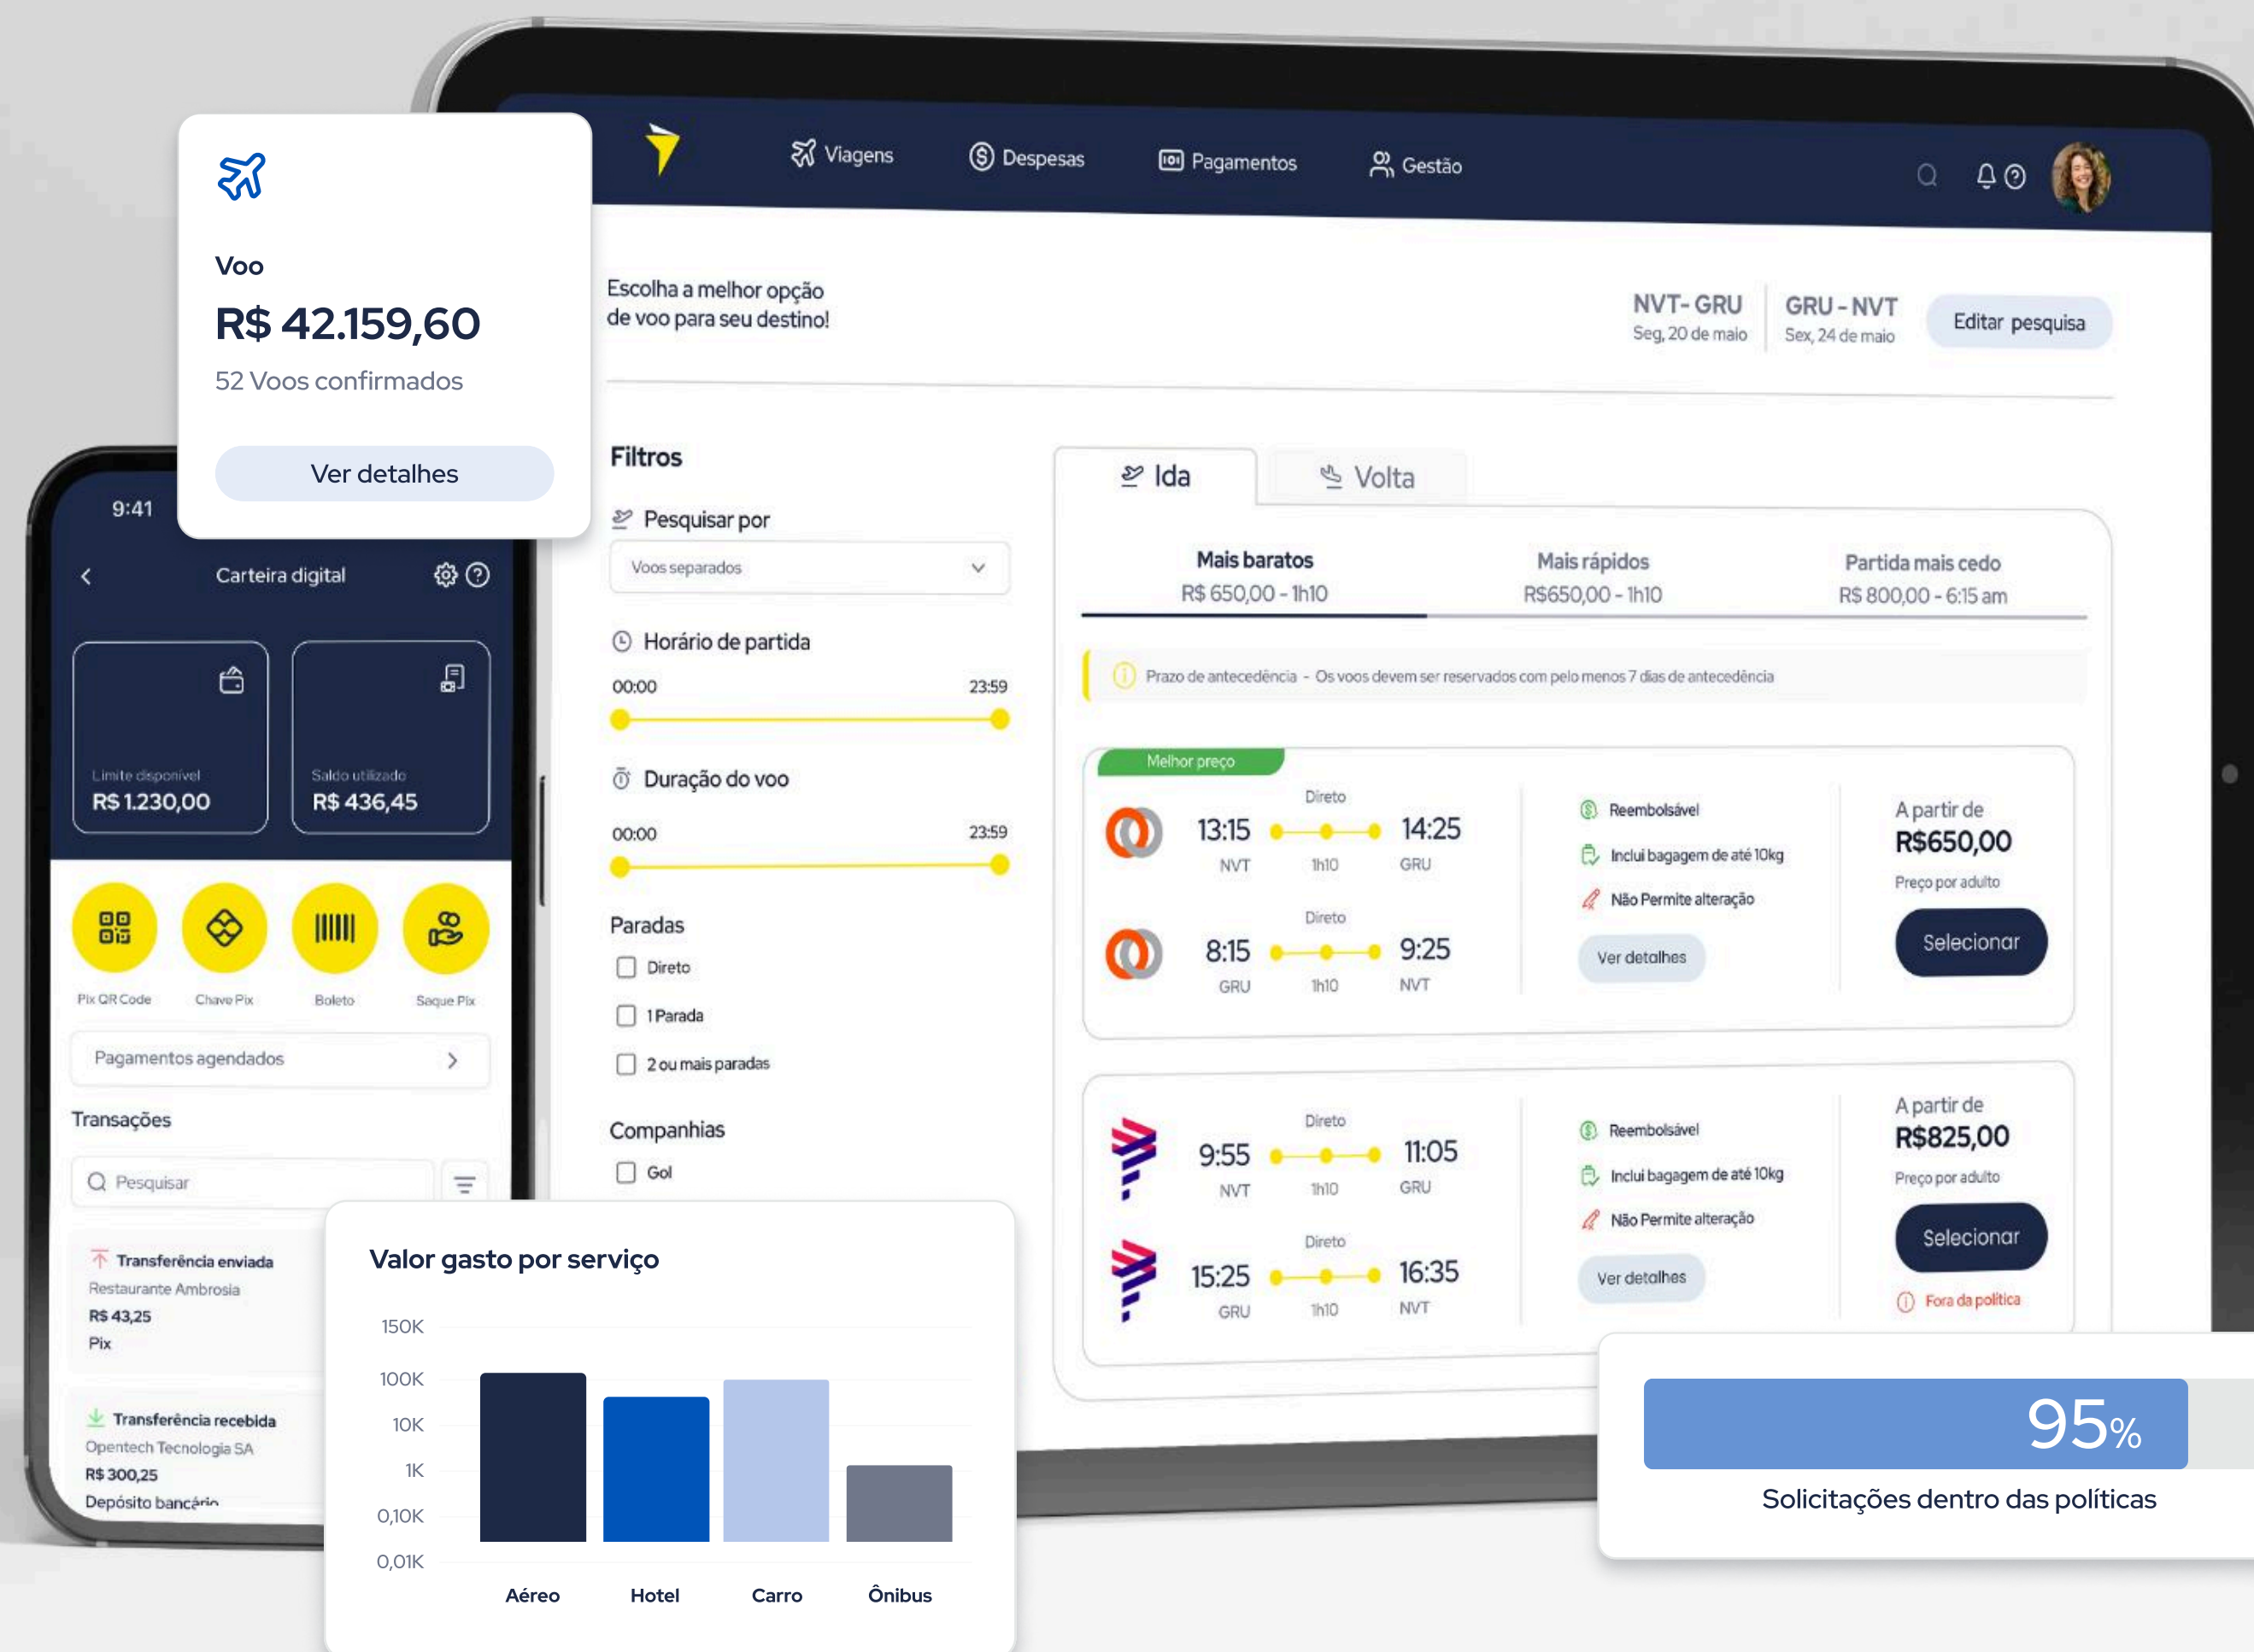 Voo
R$ 42.159,60
52 Voos confirmados
Ver detalhes
Viagens
Despesas
Pagamentos
Gestão
Escolha a melhor opção
de voo para seu destino!
NVT- GRU
Seg, 20 de maio
GRU - NVT
Sex, 24 de maio
Editar pesquisa
Filtros
Pesquisar por
Voos separados
Horário de partida
00:00 23:59
Duração do voo
00:00 23:59
Paradas
Direto
1 Parada
2 ou mais paradas
Companhias
Gol
Ida
Volta
Mais baratos
R$ 650,00 - 1h10
Mais rápidos
R$650,00 - 1h10
Partida mais cedo
R$ 800,00 - 6:15 am
Prazo de antecedência - Os voos devem ser reservados com pelo menos 7 dias de antecedência
Melhor preço
Direto
13:15 14:25
NVT 1h10 GRU
Direto
8:15 9:25
GRU 1h10 NVT
Reembolsável
Inclui bagagem de até 10kg
Não Permite alteração
Ver detalhes
A partir de
R$650,00
Preço por adulto
Selecionar
Direto
9:55 11:05
NVT 1h10 GRU
Direto
15:25 16:35
GRU 1h10 NVT
Reembolsável
Inclui bagagem de até 10kg
Não Permite alteração
Ver detalhes
A partir de
R$825,00
Preço por adulto
Selecionar
Fora da política
9:41
Carteira digital
Limite disponível
R$ 1.230,00
Saldo utilizado
R$ 436,45
Pix QR Code
Chave Pix
Boleto
Saque Pix
Pagamentos agendados
Transações
Pesquisar
Transferência enviada
Restaurante Ambrosia
R$ 43,25
Pix
Transferência recebida
Opentech Tecnologia SA
R$ 300,25
Depósito bancário
Valor gasto por serviço
150K
100K
10K
1K
0,10K
0,01K
Aéreo Hotel Carro Ônibus
95%
Solicitações dentro das políticas